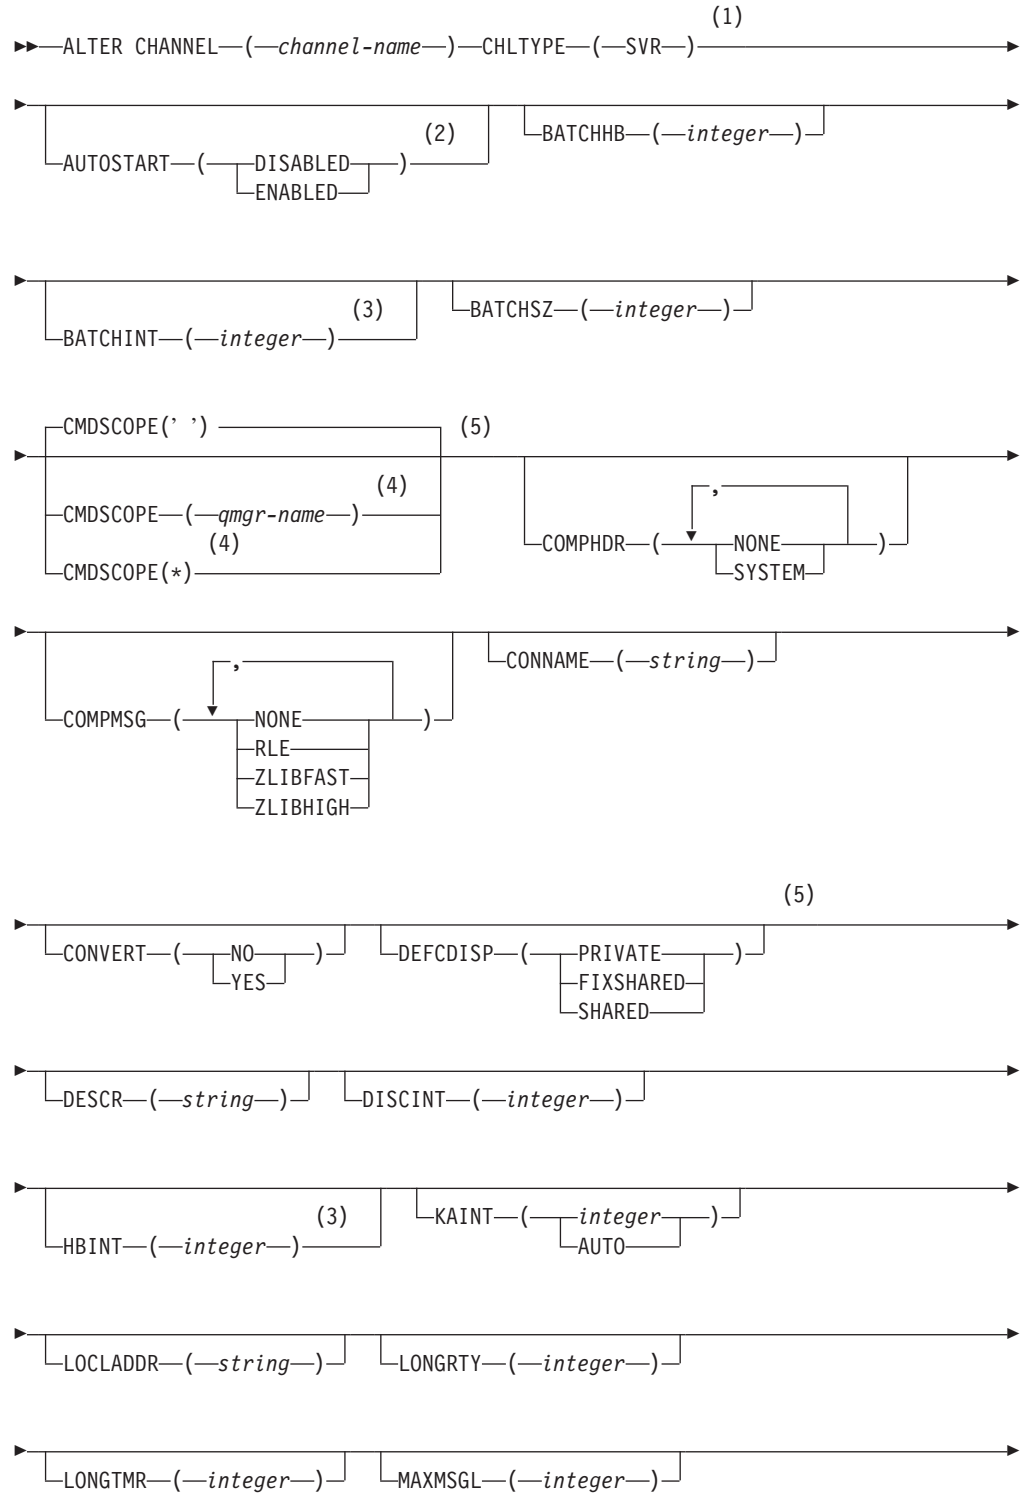 (1)
ALTER CHANNEL ( channel-name ) CHLTYPE ( SVR )
(2)
AUTOSTART ( DISABLED )
ENABLED
BATCHHB ( integer )
(3)
BATCHINT ( integer )
BATCHSZ ( integer )
CMDSCOPE(' ')
(5)
(4)
CMDSCOPE ( qmgr-name )
(4)
CMDSCOPE(*)
,
COMPHDR ( NONE )
SYSTEM
,
COMPMSG ( NONE )
RLE
ZLIBFAST
ZLIBHIGH
CONNAME ( string )
(5)
CONVERT ( NO )
YES
DEFCDISP ( PRIVATE )
FIXSHARED
SHARED
DESCR ( string ) DISCINT ( integer )
(3)
HBINT ( integer )
KAINT ( integer )
AUTO
LOCLADDR ( string ) LONGRTY ( integer )
LONGTMR ( integer ) MAXMSGL ( integer )